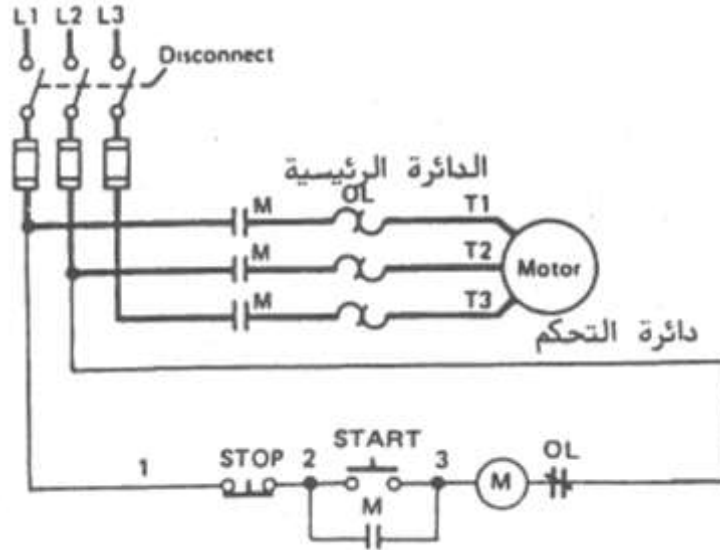 L1 L2 L3
Disconnect
الدائرة الرئيسية
M OL T1
M T2 Motor
M T3
دائرة التحكم
START
1 STOP 2 3 OL
M
M